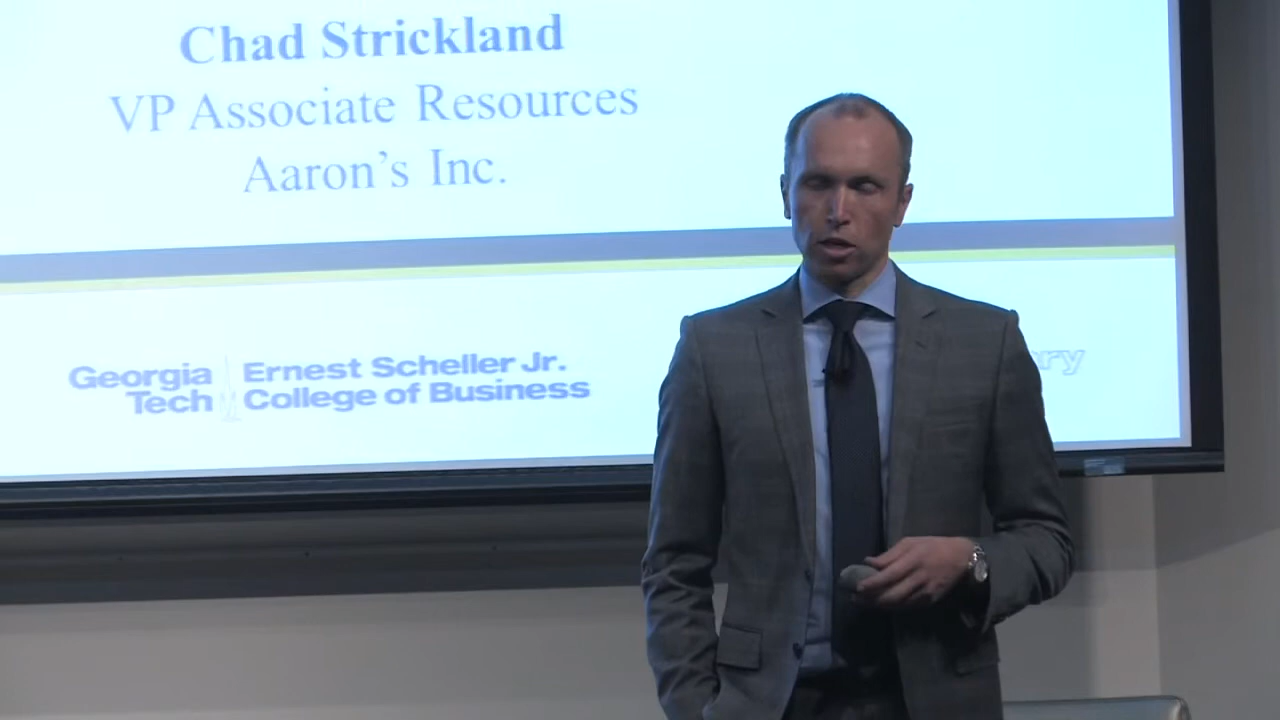 Chad Strickland
VP Associate Resources
Aaron's Inc.
Georgia Tech
Ernest Scheller Jr.
College of Business